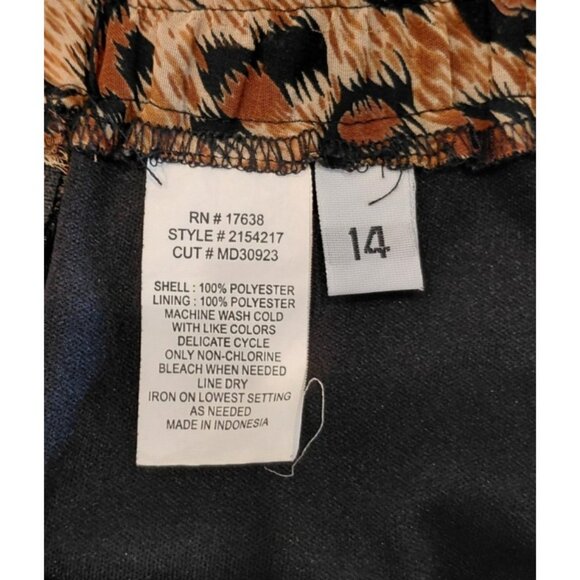 RN # 17638
STYLE # 2154217
CUT # MD30923
SHELL : 100% POLYESTER
LINING : 100% POLYESTER
MACHINE WASH COLD
WITH LIKE COLORS
DELICATE CYCLE
ONLY NON-CHLORINE
BLEACH WHEN NEEDED
LINE DRY
IRON ON LOWEST SETTING
AS NEEDED
MADE IN INDONESIA
14